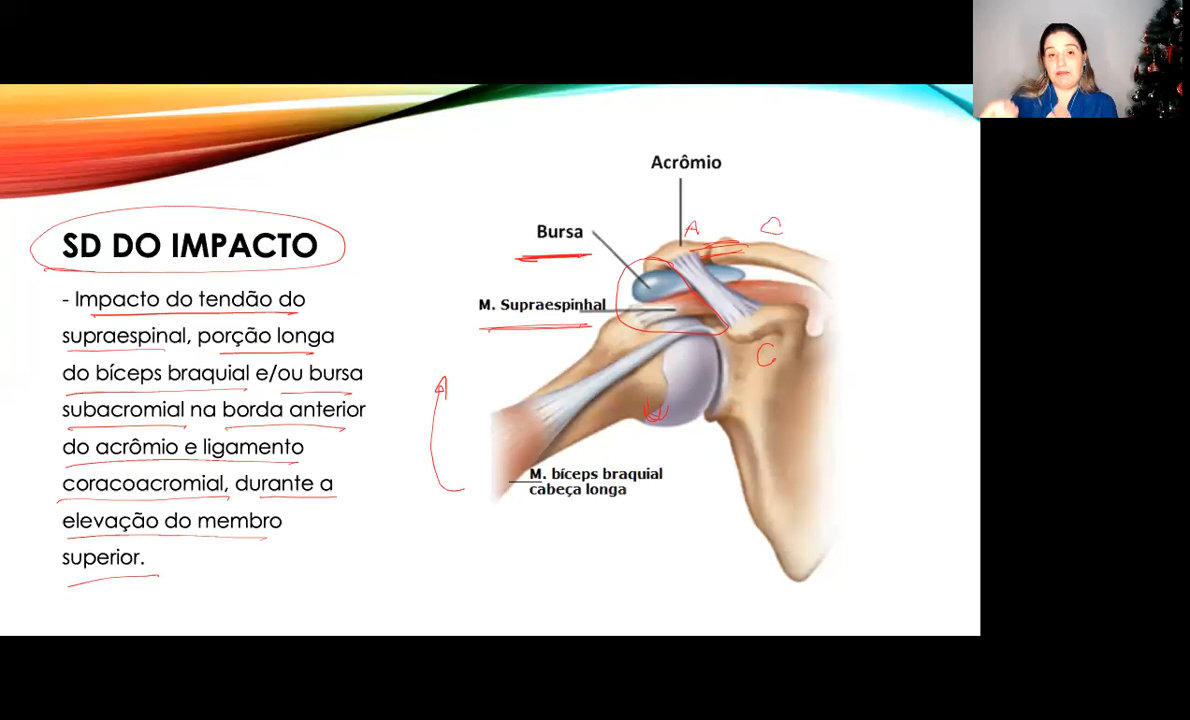 SD DO IMPACTO
- Impacto do tendão do
supraespinal, porção longa
do bíceps braquial e/ou bursa
subacromial na borda anterior
do acrômio e ligamento
coracoacromial, durante a
elevação do membro
superior.
Acrômio
Bursa
A
C
M. Supraespinhal
C
M. bíceps braquial
cabeça longa